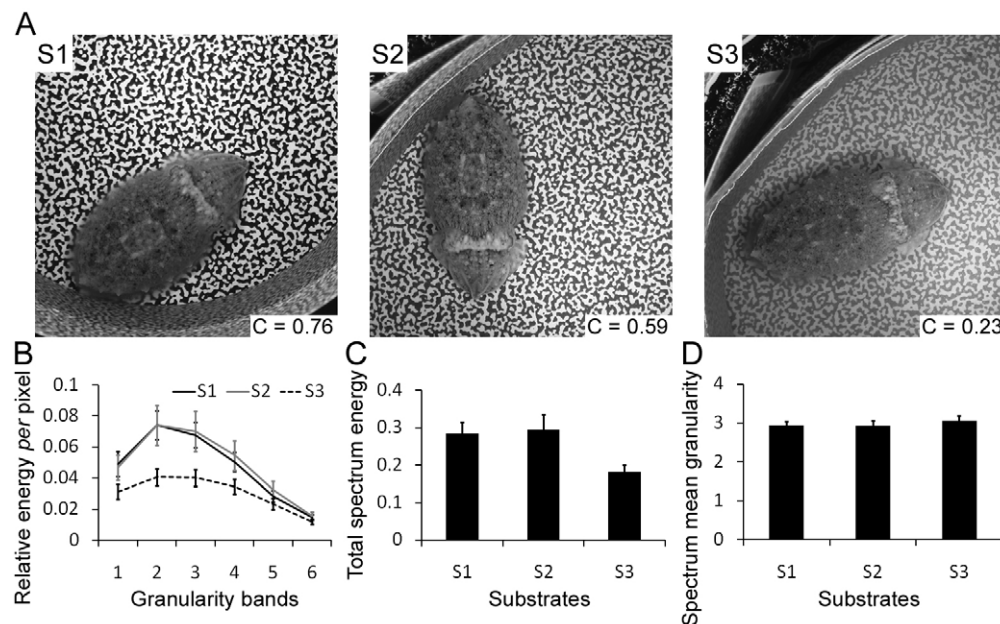 A
S1
S2
S3
C = 0.76
C = 0.59
C = 0.23
B
Relative energy per pixel
0.1
0.08
0.06
0.04
0.02
0
S1 S2 S3
1 2 3 4 5 6
Granularity bands
C
Total spectrum energy
0.4
0.3
0.2
0.1
0
S1 S2 S3
Substrates
D
Spectrum mean granularity
4
3
2
1
0
S1 S2 S3
Substrates